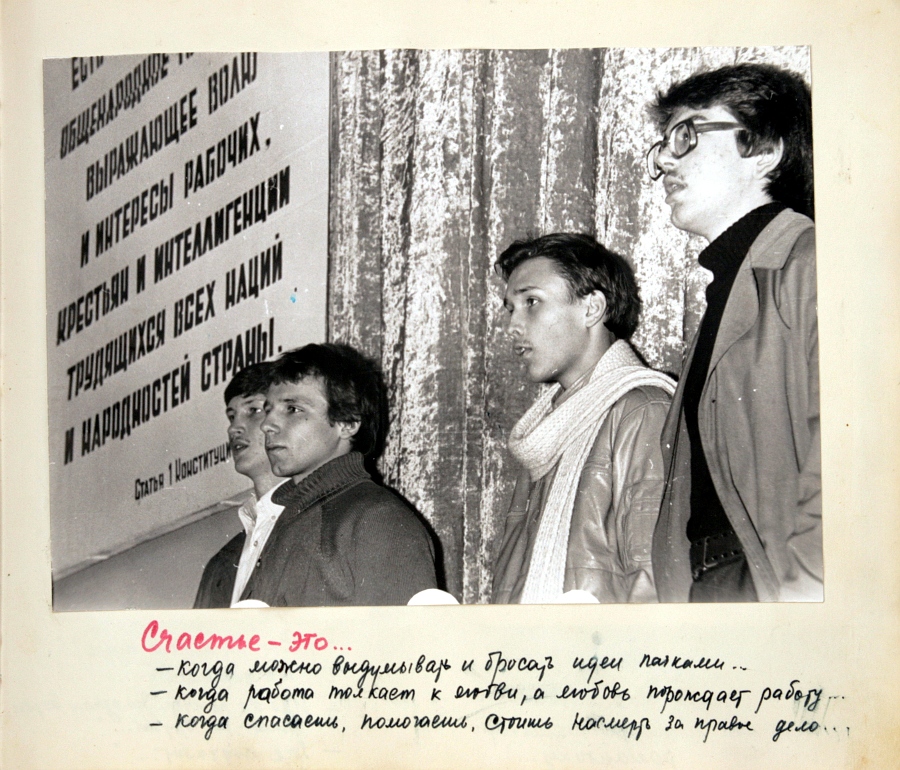 ОБЩЕНАРОДНОЕ
ВЫРАЖАЮЩЕЕ ВОЛЮ
И ИНТЕРЕСЫ РАБОЧИХ,
КРЕСТЬЯН И ИНТЕЛЛИГЕНЦИИ
ТРУДЯЩИХСЯ ВСЕХ НАЦИЙ
И НАРОДНОСТЕЙ СТРАНЫ.
Статья 1 Конституци
Счастье – это...
– когда можно выдумывать и бросать идеи пачками...
– когда работа толкает к любви, а любовь порождает работу...
– когда спасаешь, помогаешь, стоишь насмерть за правое дело...